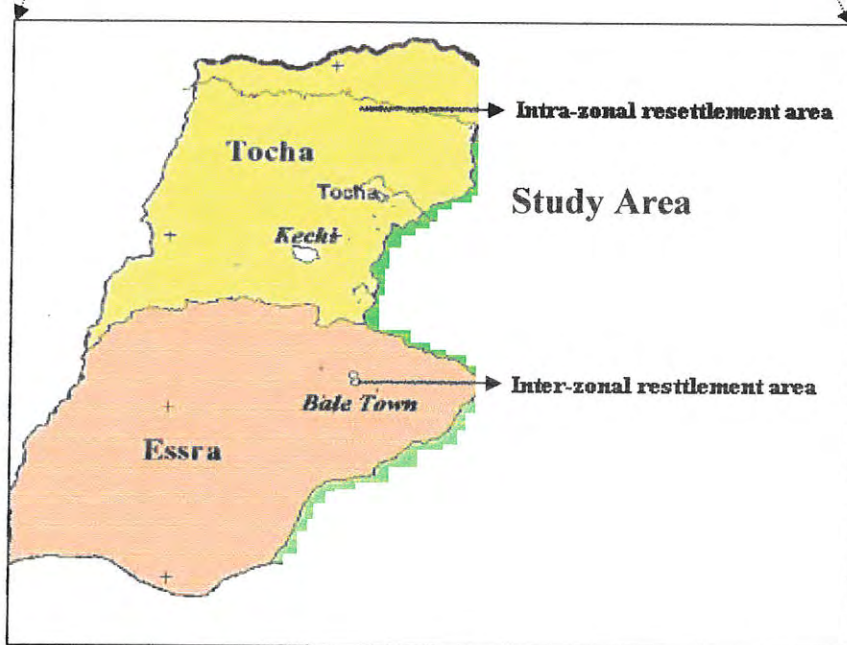 Intra-zonal resettlement area
Tocha
Tocha
Study Area
Kechi
Inter-zonal resttlement area
Bale Town
Essra